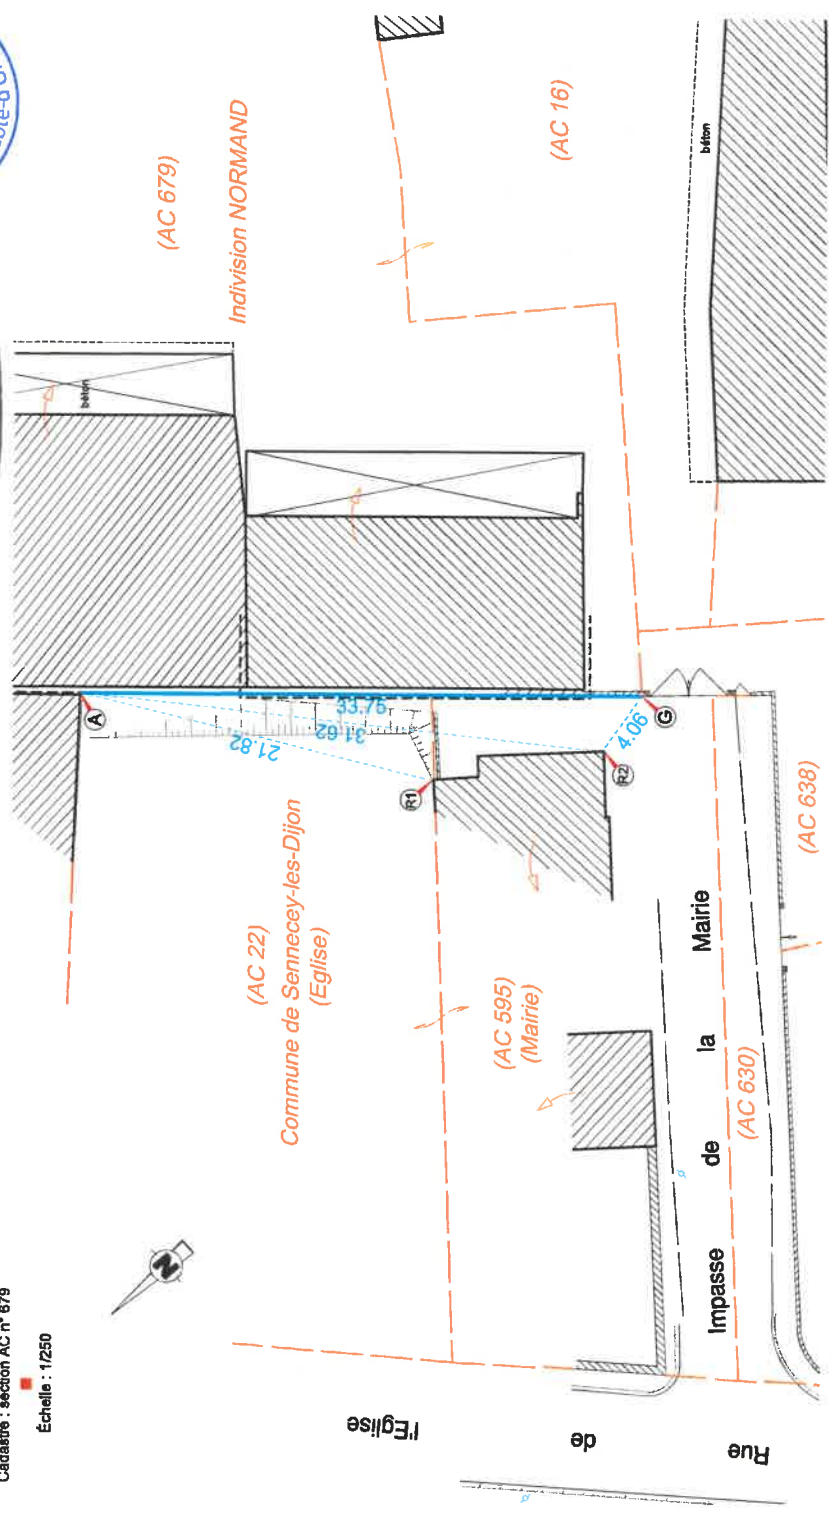 Cadastre : section AC n° 679
Échelle : 1/250
N
(AC 679)
Indivision NORMAND
(AC 16)
béton
béton
A
33.75
31.62
21.82
4.06
R1
R2
G
(AC 22)
Commune de Sennecey-les-Dijon
(Eglise)
(AC 595)
(Mairie)
(AC 638)
(AC 630)
Impasse de la Mairie
Rue de l'Eglise